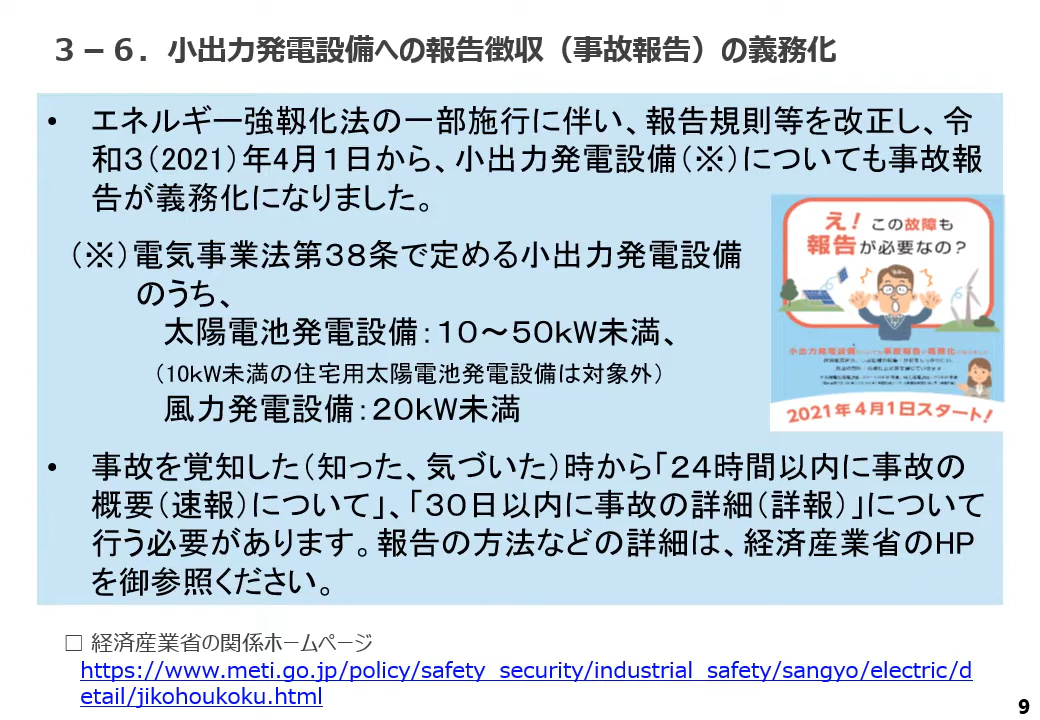 ３－６．小出力発電設備への報告徴収（事故報告）の義務化
• エネルギー強靱化法の一部施行に伴い、報告規則等を改正し、令
和３（2021）年4月１日から、小出力発電設備（※）についても事故報
告が義務化になりました。
（※）電気事業法第３８条で定める小出力発電設備
のうち、
太陽電池発電設備：１０～５０ｋW未満、
（10kW未満の住宅用太陽電池発電設備は対象外）
風力発電設備：２０ｋW未満
え！この故障も
報告が必要なの？
2021年4月1日スタート！
• 事故を覚知した（知った、気づいた）時から「２４時間以内に事故の
概要（速報）について」、「３０日以内に事故の詳細（詳報）」について
行う必要があります。報告の方法などの詳細は、経済産業省のHP
を御参照ください。
□ 経済産業省の関係ホームページ
https://www.meti.go.jp/policy/safety_security/industrial_safety/sangyo/electric/d
etail/jikohoukoku.html
9